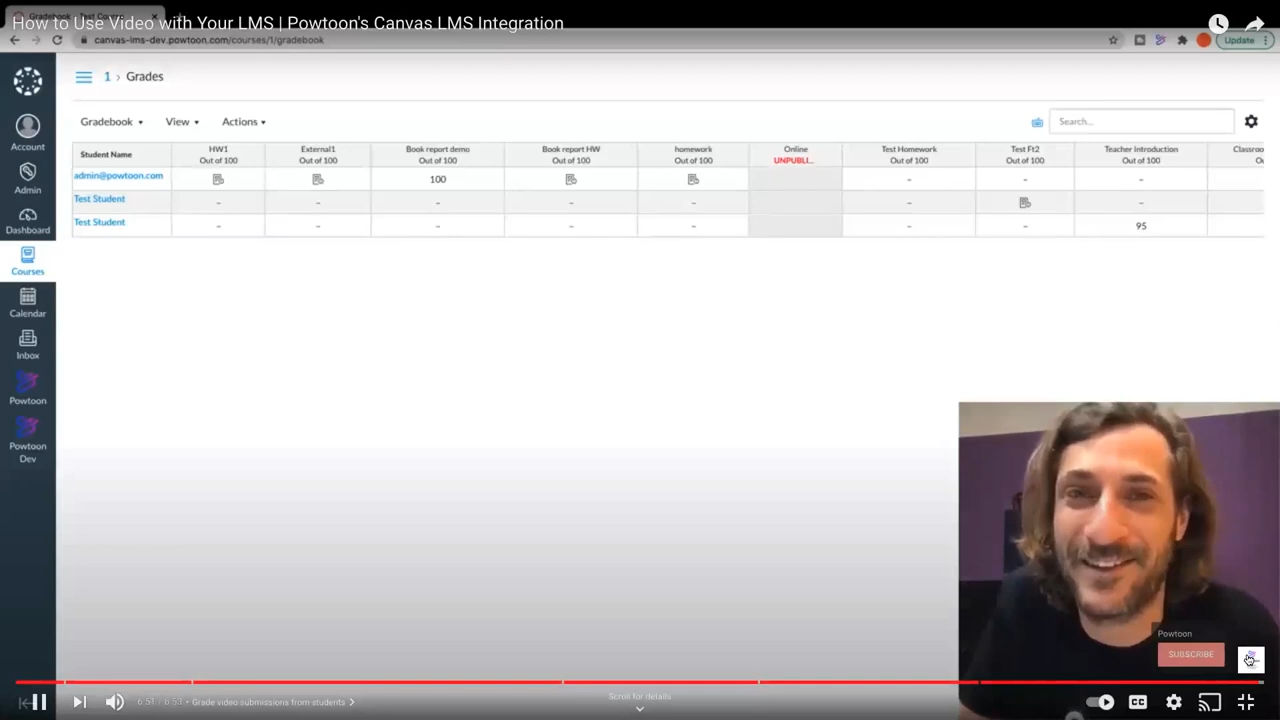 How to Use Video with Your LMS | Powtoon's Canvas LMS Integration
canvas-lms-dev.powtoon.com/courses/1/gradebook
Update
1 › Grades
Gradebook View Actions
Search...
Student Name HW1 Out of 100 External1 Out of 100 Book report demo Out of 100 Book report HW Out of 100 homework Out of 100 Online UNPUBLI... Test Homework Out of 100 Test Ft2 Out of 100 Teacher Introduction Out of 100
admin@powtoon.com 100 - - -
Test Student - - - - - - -
Test Student - - - - - - - 95
Account
Admin
Dashboard
Courses
Calendar
Inbox
Powtoon
Powtoon
Dev
Powtoon
SUBSCRIBE
6:51 / 6:53 • Grade video submissions from students
Scroll for details
CC